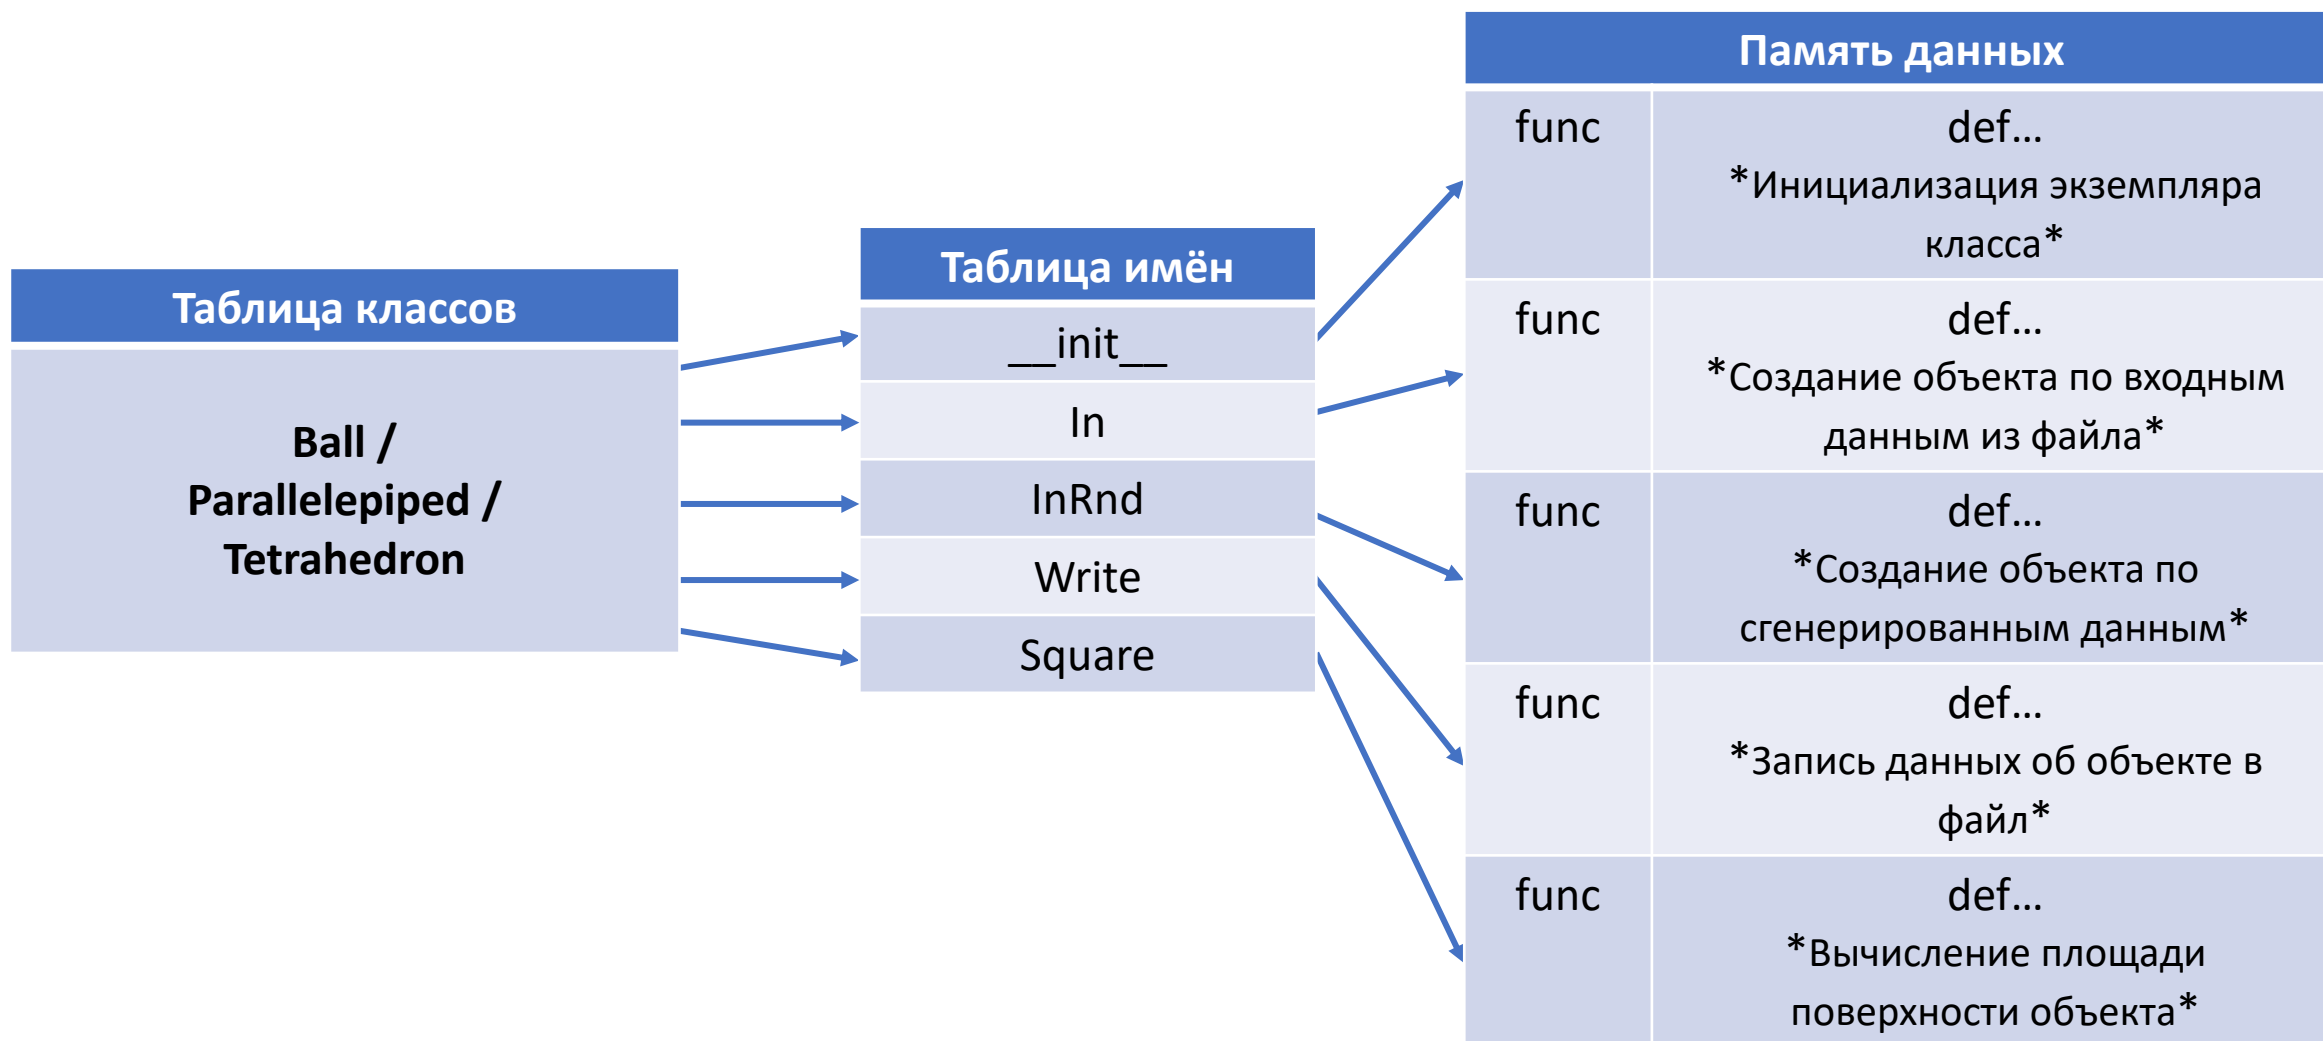 Таблица классов
Ball /
Parallelepiped /
Tetrahedron
Таблица имён
__init__
In
InRnd
Write
Square
Память данных
func
def...
*Инициализация экземпляра
класса*
func
def...
*Создание объекта по входным
данным из файла*
func
def...
*Создание объекта по
сгенерированным данным*
func
def...
*Запись данных об объекте в
файл*
func
def...
*Вычисление площади
поверхности объекта*